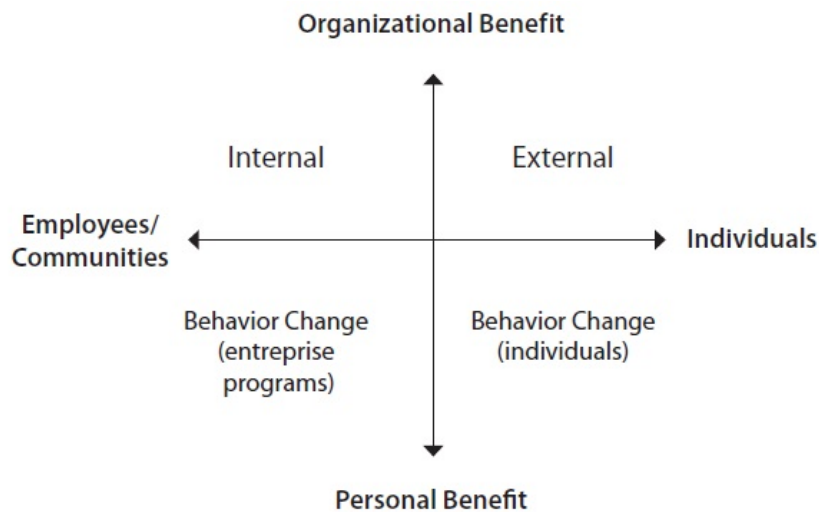 Organizational Benefit
Internal
External
Employees/
Communities
Individuals
Behavior Change
(entreprise
programs)
Behavior Change
(individuals)
Personal Benefit